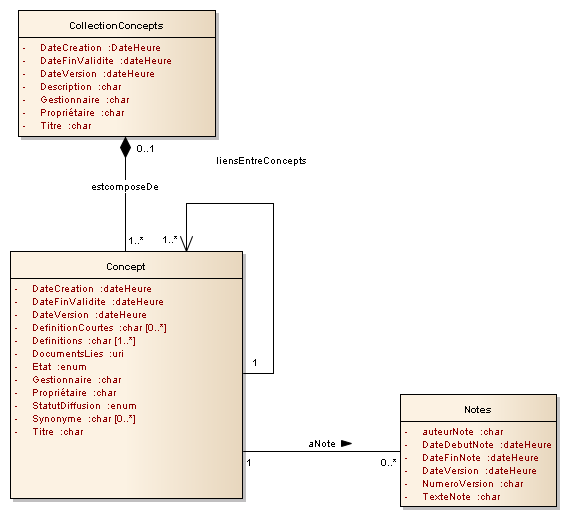 CollectionConcepts
- DateCreation :DateHeure
- DateFinValidite :dateHeure
- DateVersion :dateHeure
- Description :char
- Gestionnaire :char
- Propriétaire :char
- Titre :char
0..1
liensEntreConcepts
estcomposeDe
1..* 1..*
Concept
- DateCreation :dateHeure
- DateFinValidite :dateHeure
- DateVersion :dateHeure
- DefinitionCourtes :char [0..*]
- Definitions :char [1..*]
- DocumentsLies :uri
- Etat :enum
- Gestionnaire :char
- Propriétaire :char
- StatutDiffusion :enum
- Synonyme :char [0..*]
- Titre :char
1
aNote
1 0..*
Notes
- auteurNote :char
- DateDebutNote :dateHeure
- DateFinNote :dateHeure
- DateVersion :dateHeure
- NumeroVersion :char
- TexteNote :char